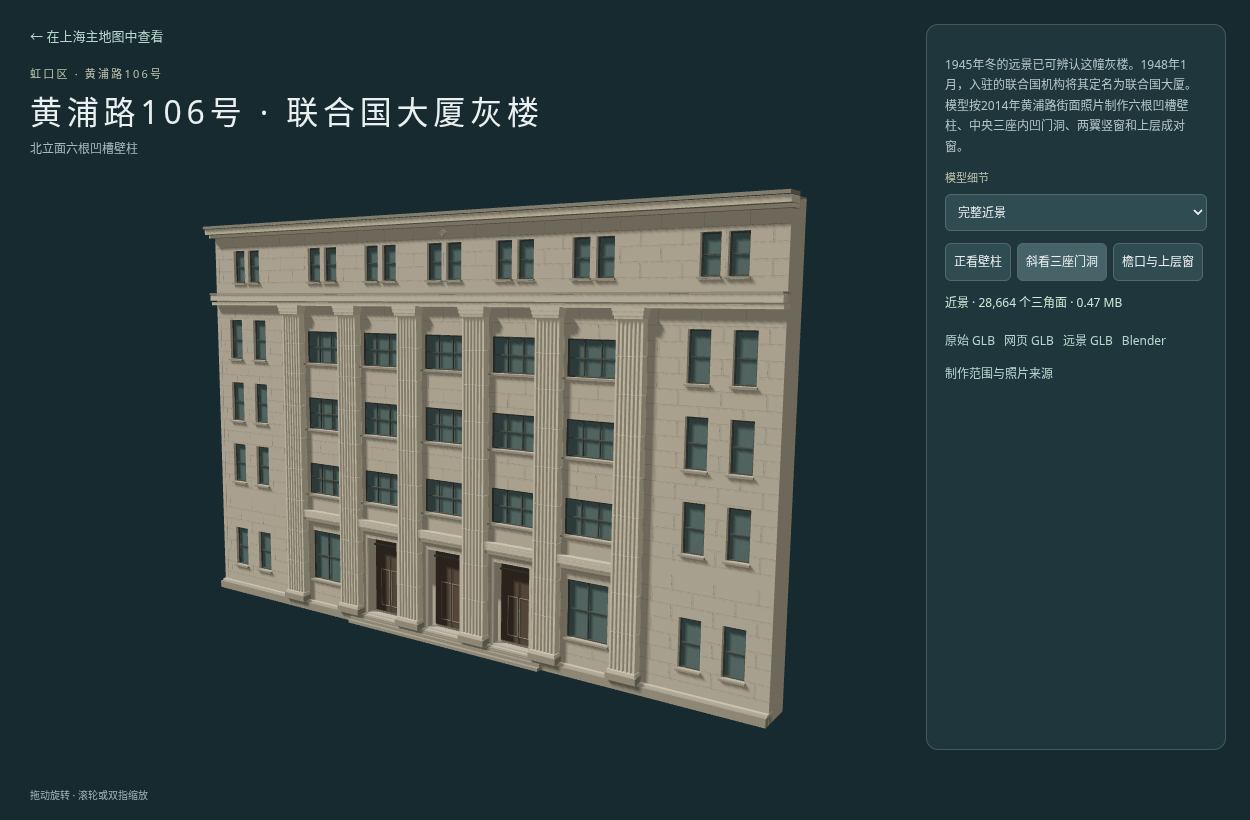 ← 在上海主地图中查看
虹口区 · 黄浦路106号
黄浦路106号 · 联合国大厦灰楼
北立面六根凹槽壁柱
1945年冬的远景已可辨认这幢灰楼。1948年1
月，入驻的联合国机构将其定名为联合国大厦。
模型按2014年黄浦路街面照片制作六根凹槽壁
柱、中央三座内凹门洞、两翼竖窗和上层成对
窗。
模型细节
完整近景
正看壁柱 斜看三座门洞 檐口与上层窗
近景 · 28,664 个三角面 · 0.47 MB
原始 GLB 网页 GLB 远景 GLB Blender
制作范围与照片来源
拖动旋转 · 滚轮或双指缩放